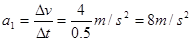 a₁ = Δv/Δt = 4/0.5 m/s² = 8m/s²